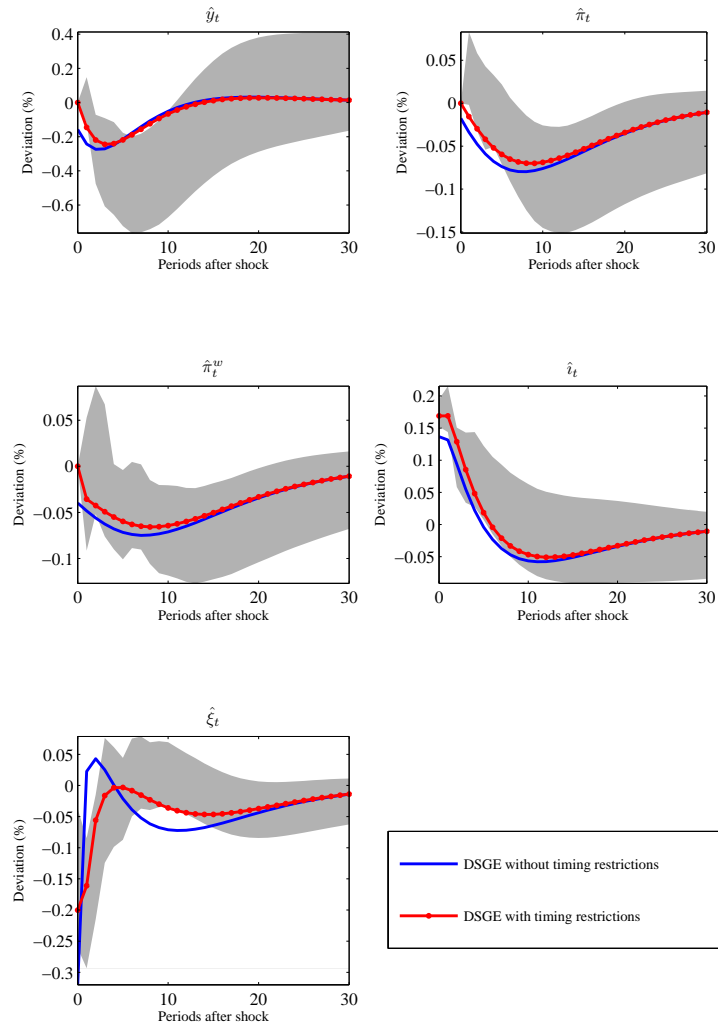 ŷ_t
Deviation (%)
0.4
0.2
0
−0.2
−0.4
−0.6
0 10 20 30
Periods after shock
π̂_t
Deviation (%)
0.05
0
−0.05
−0.1
−0.15
0 10 20 30
Periods after shock
π̂_t^w
Deviation (%)
0.05
0
−0.05
−0.1
0 10 20 30
Periods after shock
ı̂_t
Deviation (%)
0.2
0.15
0.1
0.05
0
−0.05
0 10 20 30
Periods after shock
ξ̂_t
Deviation (%)
0.05
0
−0.05
−0.1
−0.15
−0.2
−0.25
−0.3
0 10 20 30
Periods after shock
DSGE without timing restrictions
DSGE with timing restrictions